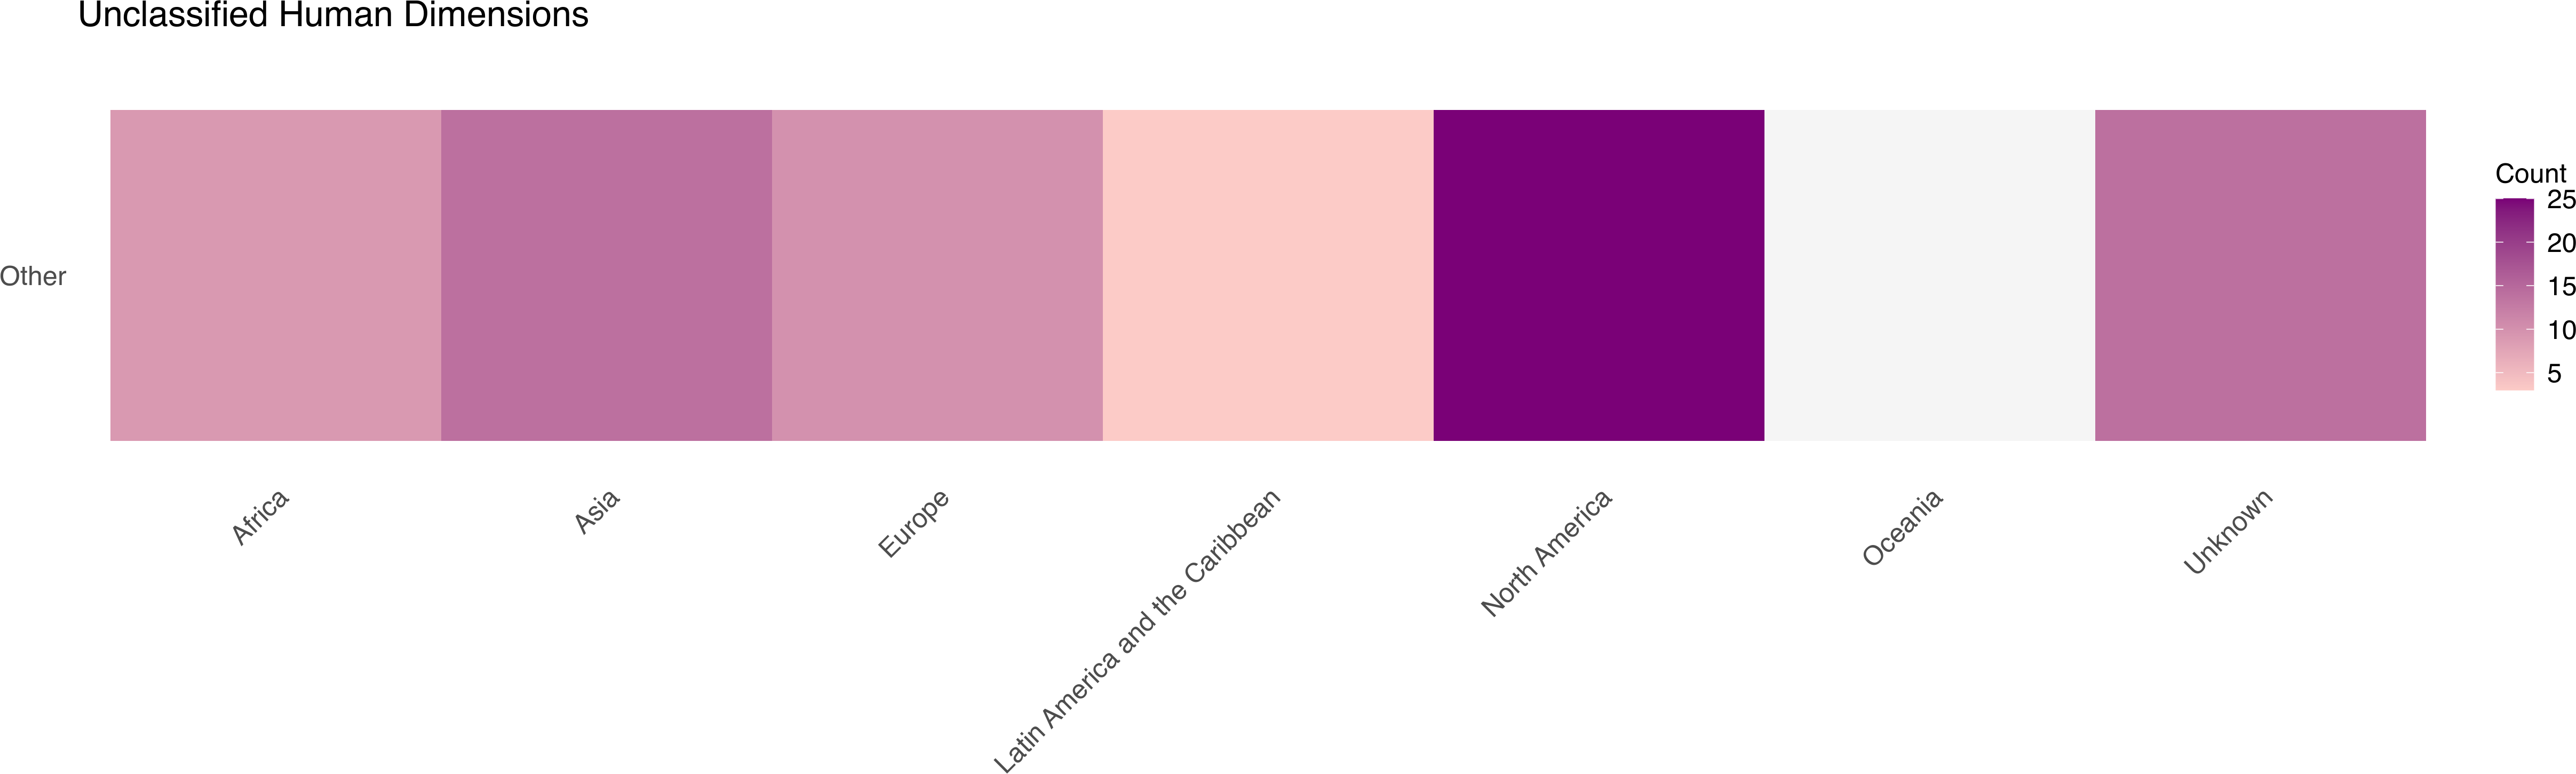 Unclassified Human Dimensions
Other
Africa
Asia
Europe
Latin America and the Caribbean
North America
Oceania
Unknown
Count
25
20
15
10
5